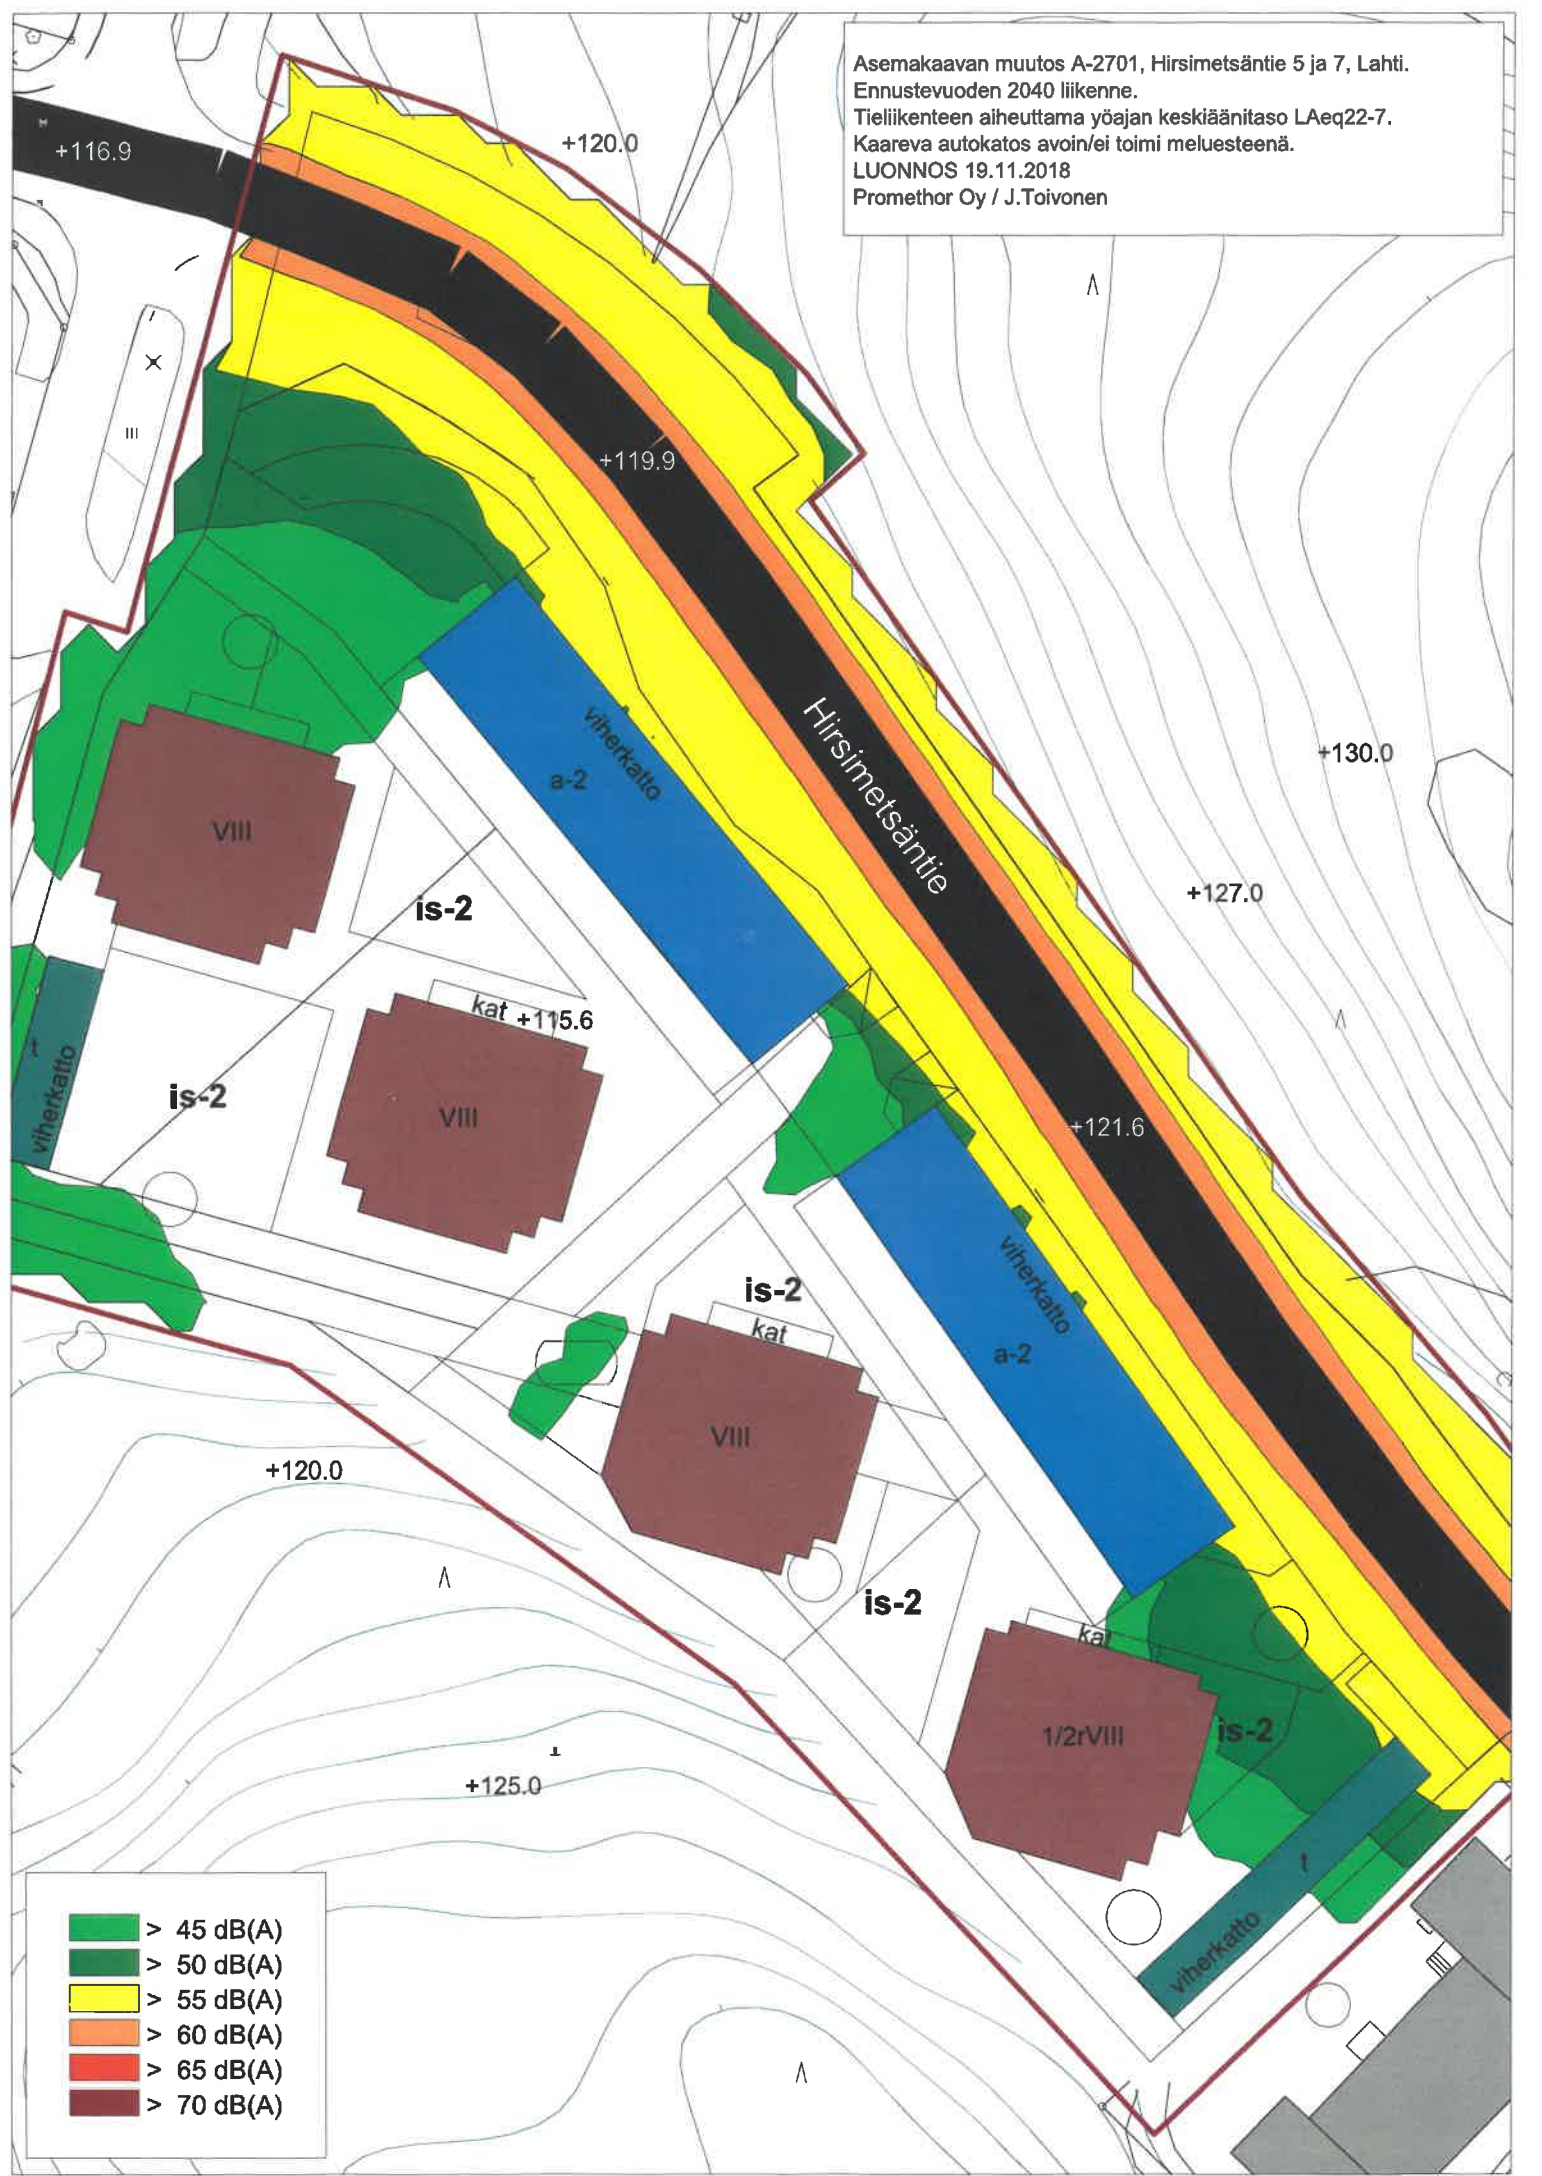 Asemakaavan muutos A-2701, Hirsimetsäntie 5 ja 7, Lahti.
Ennustevuoden 2040 liikenne.
Tieliikenteen aiheuttama yöajan keskiäänitaso LAeq22-7.
Kaareva autokatos avoin/ei toimi meluesteenä.
LUONNOS 19.11.2018
Promethor Oy / J.Toivonen
+116.9
+120.0
III
+119.9
Hirsimetsäntie
viherkatto
a-2
+130.0
VIII
+127.0
is-2
kat +115.6
viherkatto
is-2
VIII
+121.6
viherkatto
is-2
kat
a-2
VIII
+120.0
is-2
kat
1/2rVIII
is-2
+125.0
t
viherkatto
> 45 dB(A)
> 50 dB(A)
> 55 dB(A)
> 60 dB(A)
> 65 dB(A)
> 70 dB(A)